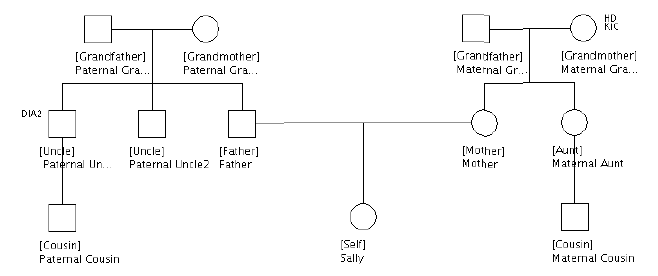 HD
KIC
[Grandfather]
Paternal Gra...
[Grandmother]
Paternal Gra...
[Grandfather]
Maternal Gr...
[Grandmother]
Maternal Gra...
DIA2
[Uncle]
Paternal Un...
[Uncle]
Paternal Uncle2
[Father]
Father
[Mother]
Mother
[Aunt]
Maternal Aunt
[Cousin]
Paternal Cousin
[Self]
Sally
[Cousin]
Maternal Cousin